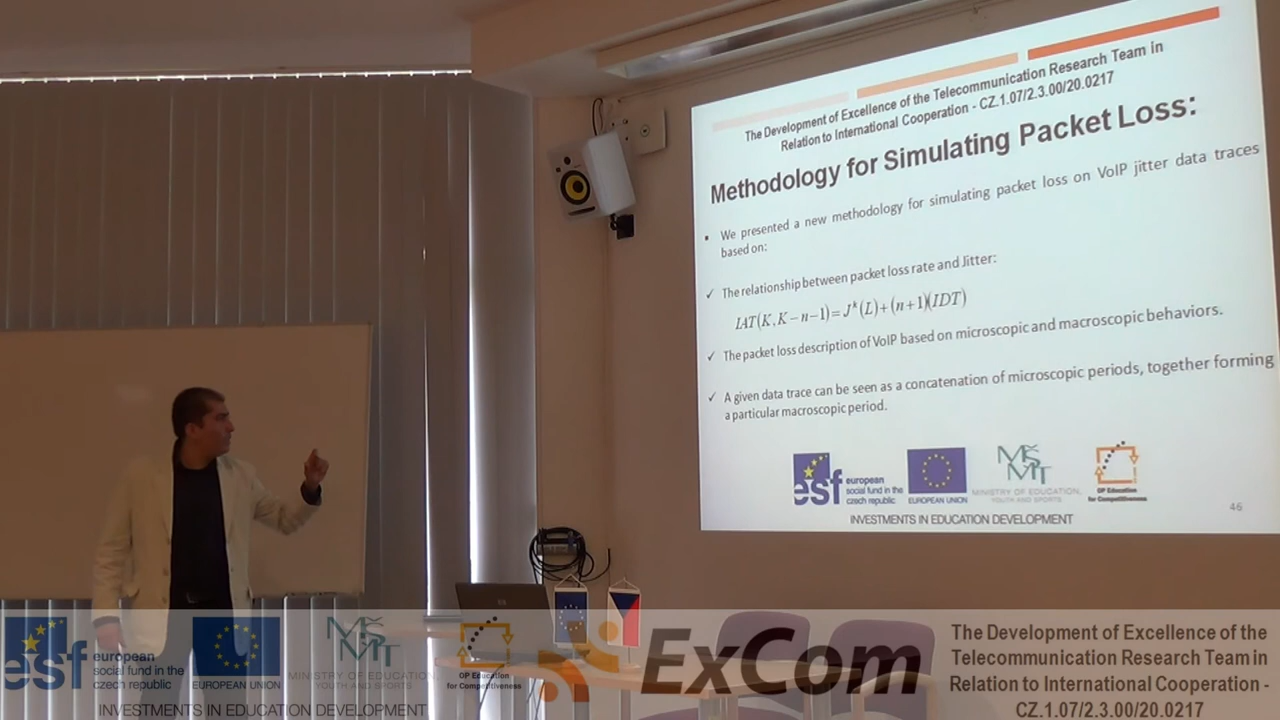 The Development of Excellence of the Telecommunication Research Team in
Relation to International Cooperation - CZ.1.07/2.3.00/20.0217
Methodology for Simulating Packet Loss:
• We presented a new methodology for simulating packet loss on VoIP jitter data traces
based on:
✓ The relationship between packet loss rate and Jitter:
IAT(K, K − n − 1) = J^k (L) + (n + 1)(IDT)
✓ The packet loss description of VoIP based on microscopic and macroscopic behaviors.
✓ A given data trace can be seen as a concatenation of microscopic periods, together forming
a particular macroscopic period.
esf
european
social fund in the
czech republic
EUROPEAN UNION
MŠMT
MINISTRY OF EDUCATION,
YOUTH AND SPORTS
OP Education
for Competitiveness
INVESTMENTS IN EDUCATION DEVELOPMENT
46
esf
european
social fund in the
czech republic
EUROPEAN UNION
MŠMT
MINISTRY OF EDUCATION,
YOUTH AND SPORTS
OP Education
for Competitiveness
INVESTMENTS IN EDUCATION DEVELOPMENT
ExCom
The Development of Excellence of the
Telecommunication Research Team in
Relation to International Cooperation -
CZ.1.07/2.3.00/20.0217